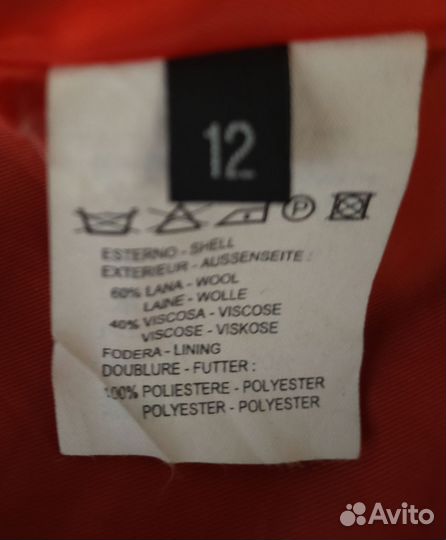 12
P
ESTERNO - SHELL
EXTERIEUR - AUSSENSEITE :
60% LANA - WOOL
LAINE - WOLLE
40% VISCOSA - VISCOSE
VISCOSE - VISKOSE
FODERA - LINING
DOUBLURE - FUTTER :
100% POLIESTERE - POLYESTER
POLYESTER - POLYESTER
Avito